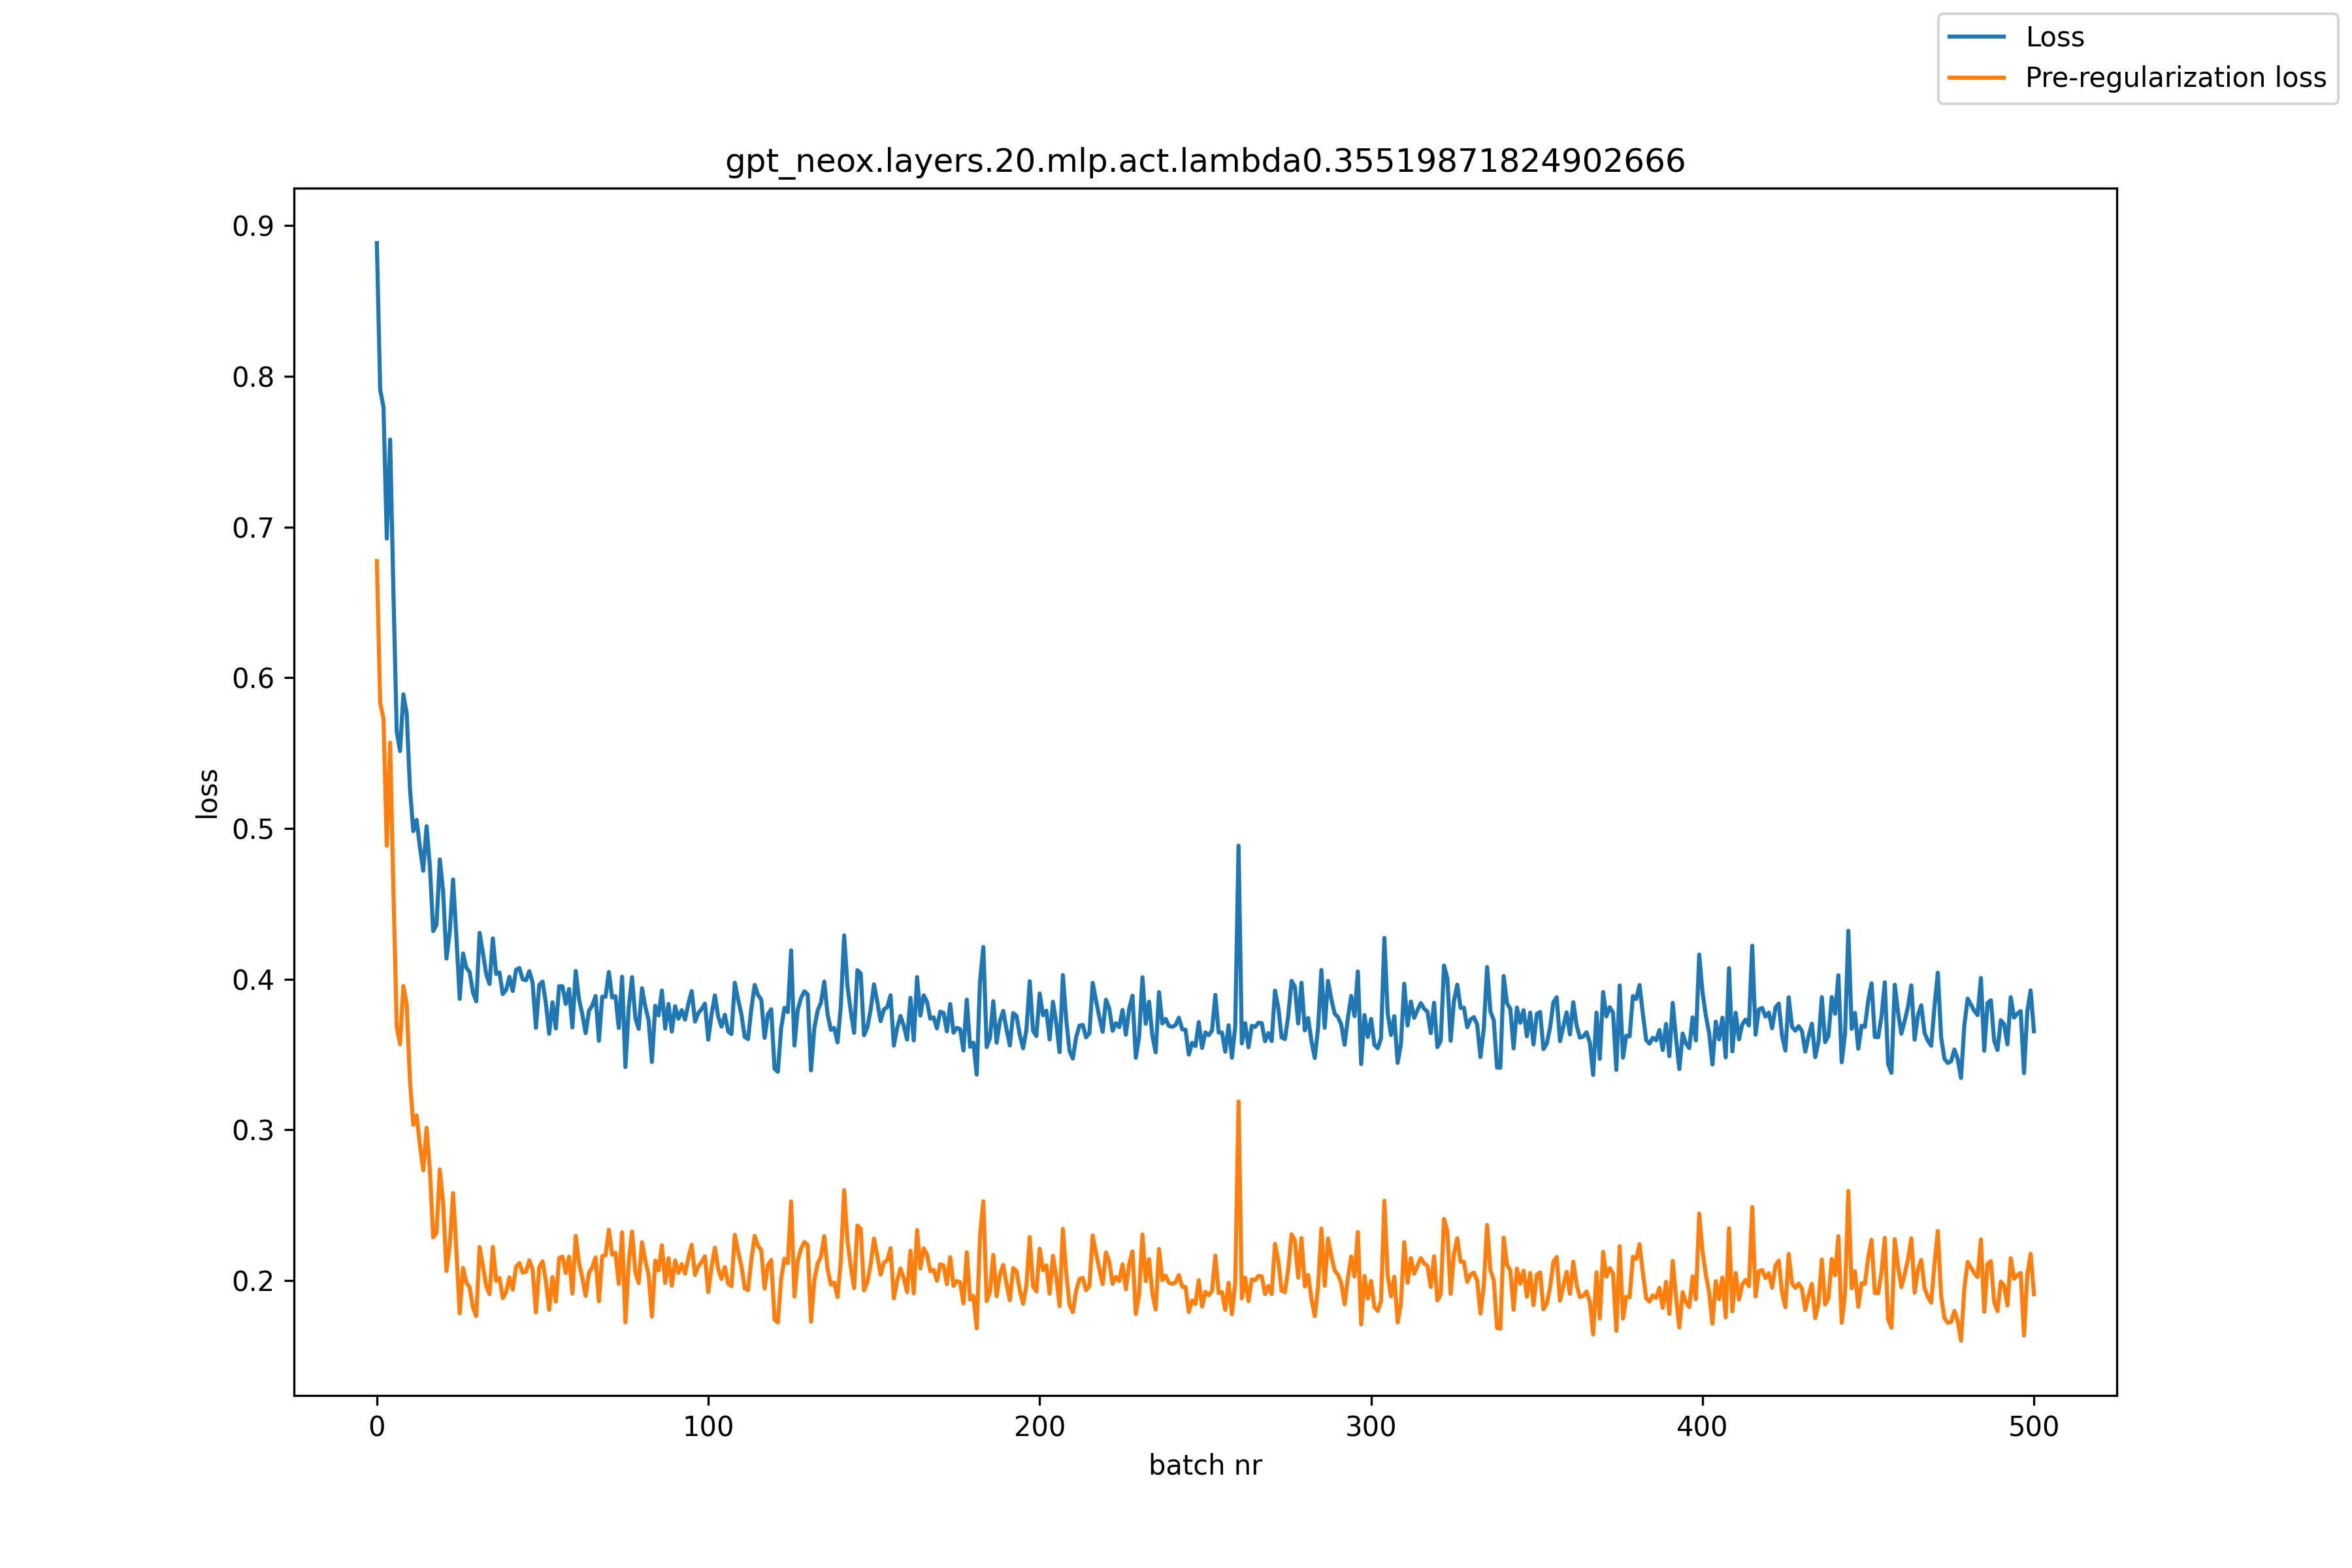 Loss
Pre-regularization loss
gpt_neox.layers.20.mlp.act.lambda0.35519871824902666
0.9
0.8
0.7
0.6
0.5
0.4
0.3
0.2
loss
0 100 200 300 400 500
batch nr